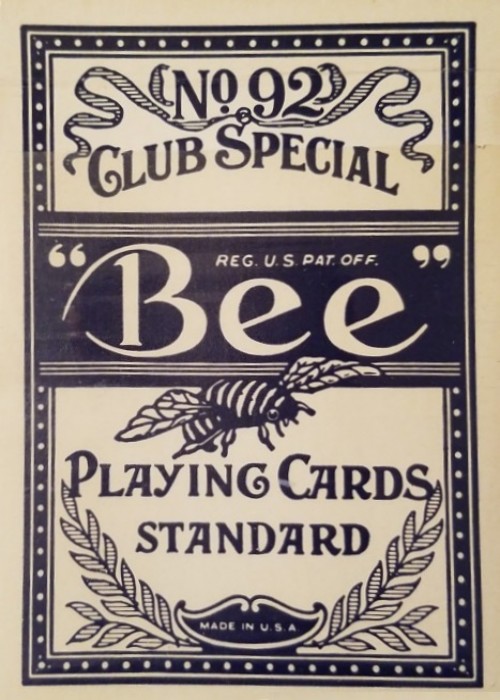 No 92
CLUB SPECIAL
REG. U.S. PAT. OFF.
"Bee"
PLAYING CARDS
STANDARD
MADE IN U.S.A